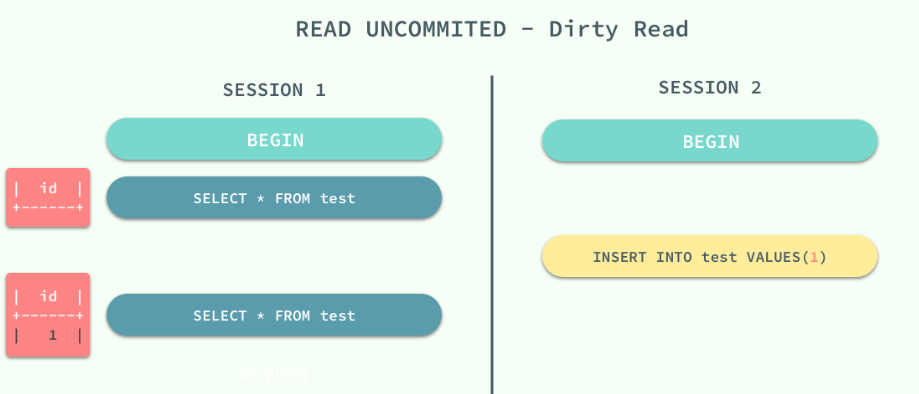 READ UNCOMMITED - Dirty Read
SESSION 1
BEGIN
| id |
+------+
SELECT * FROM test
| id |
+------+
| 1 |
SELECT * FROM test
RETURN
SESSION 2
BEGIN
INSERT INTO test VALUES(1)